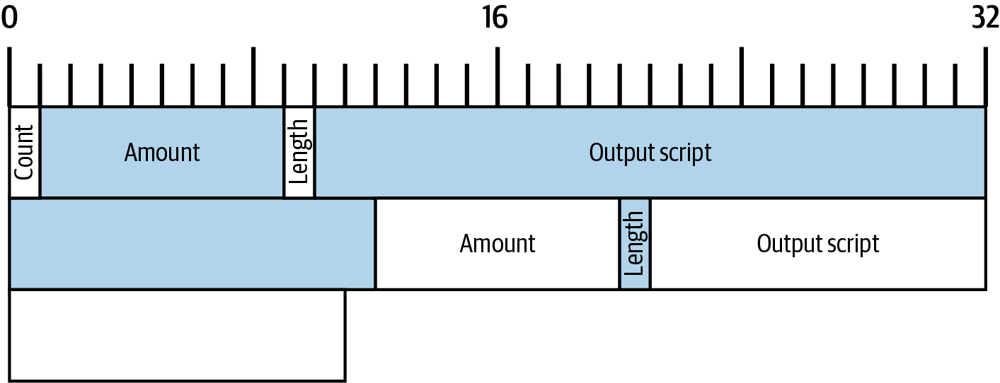 0 16 32
Count Amount Length Output script
Amount Length Output script